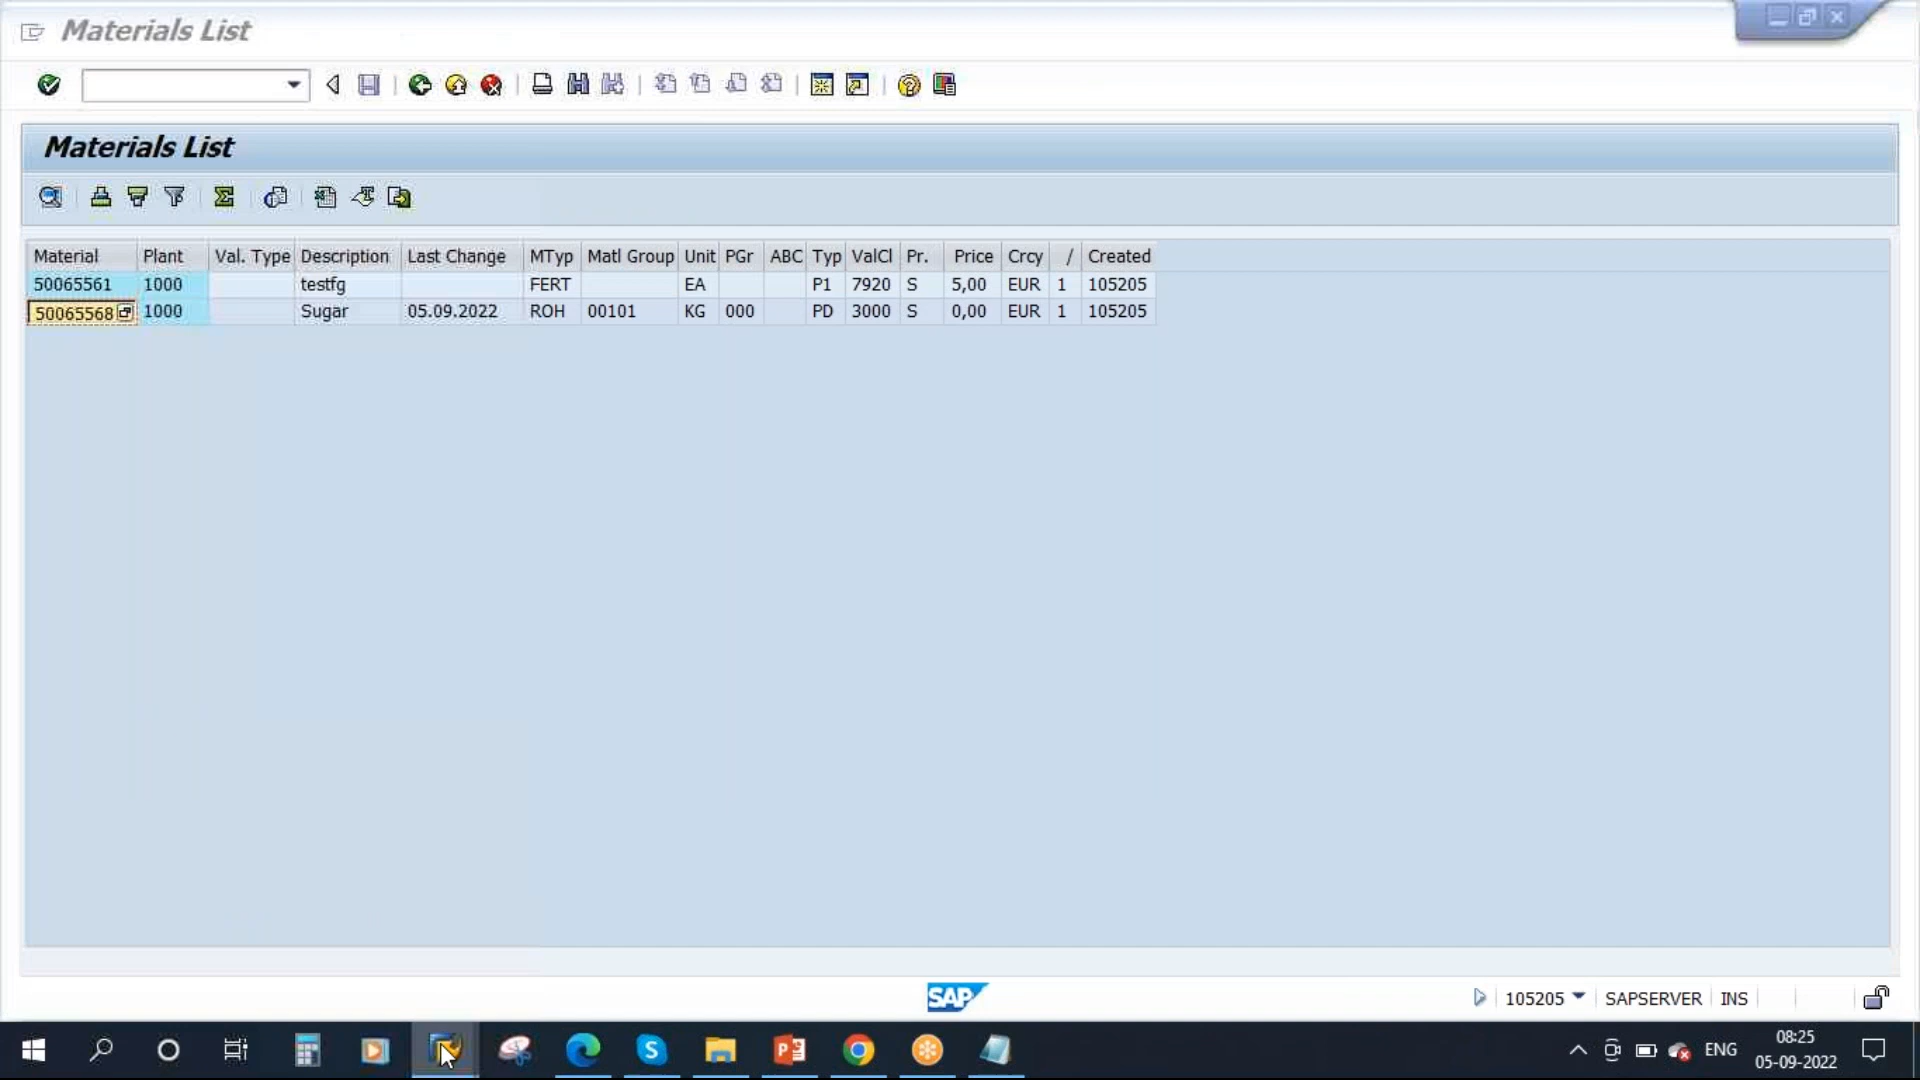 Materials List
Materials List
Material Plant Val. Type Description Last Change MTyp Matl Group Unit PGr ABC Typ ValCl Pr. Price Crcy / Created
50065561 1000 testfg FERT EA P1 7920 S 5,00 EUR 1 105205
50065568 1000 Sugar 05.09.2022 ROH 00101 KG 000 PD 3000 S 0,00 EUR 1 105205
SAP
105205 SAPSERVER INS
ENG
08:25
05-09-2022